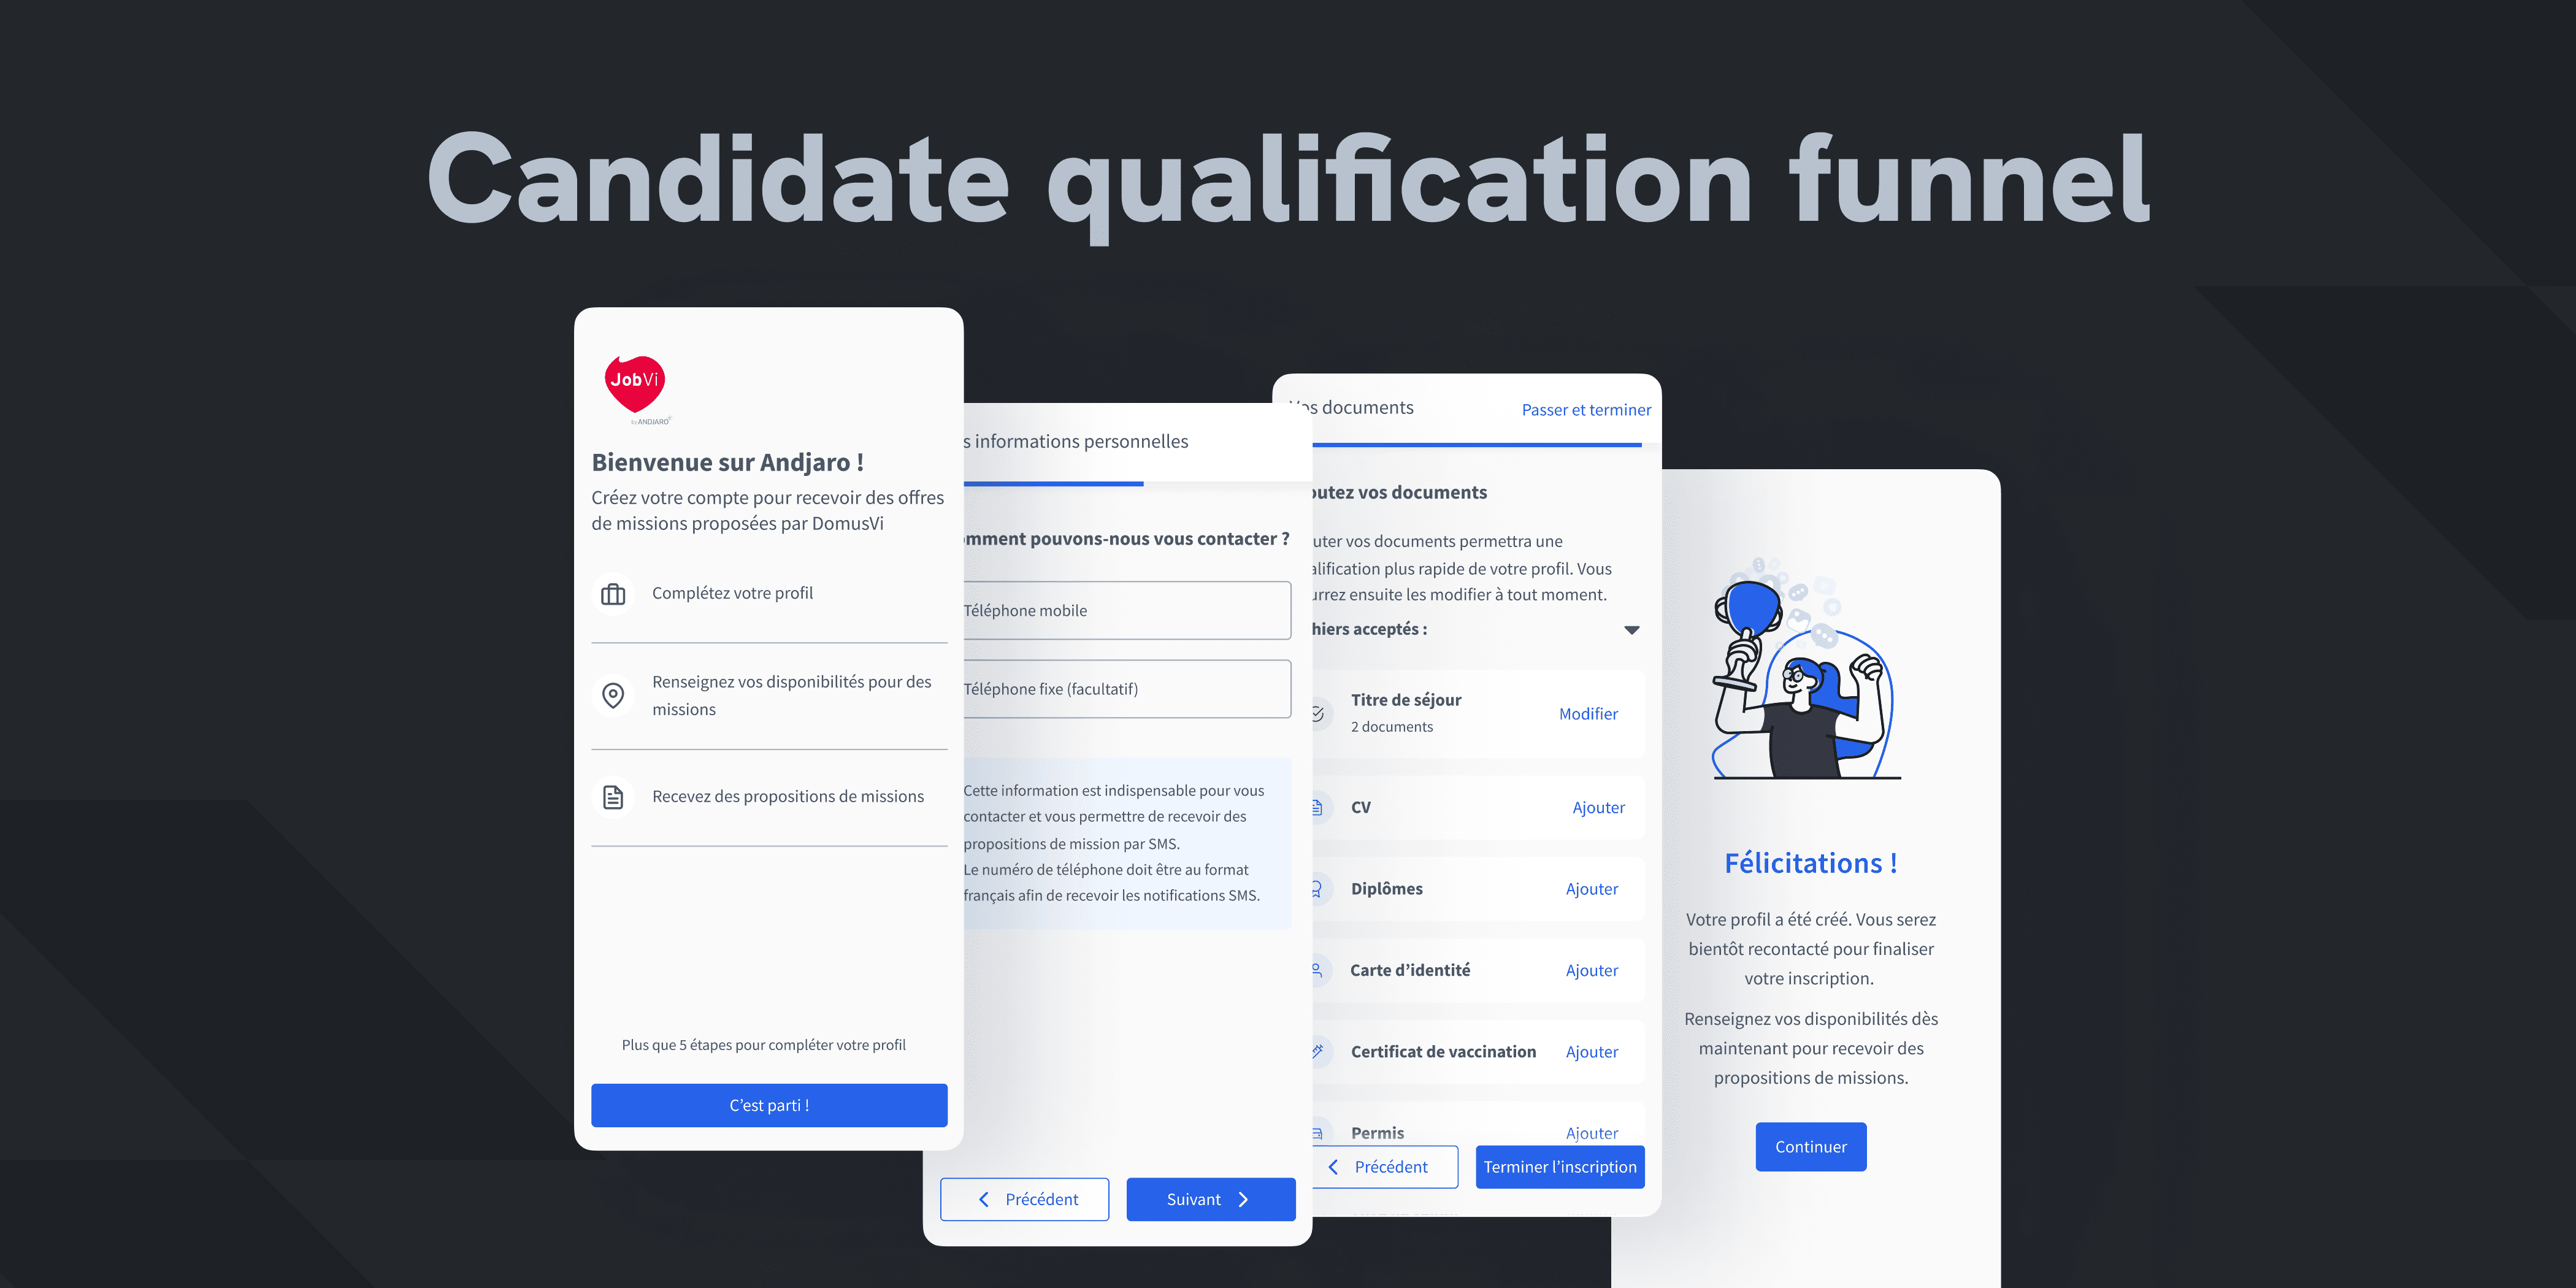 Candidate qualification funnel
JobVi
by ANDJARO
Bienvenue sur Andjaro !
Créez votre compte pour recevoir des offres
de missions proposées par DomusVi
Complétez votre profil
Renseignez vos disponibilités pour des
missions
Recevez des propositions de missions
Plus que 5 étapes pour compléter votre profil
C’est parti !
s informations personnelles
omment pouvons-nous vous contacter ?
Téléphone mobile
Téléphone fixe (facultatif)
Cette information est indispensable pour vous
contacter et vous permettre de recevoir des
propositions de mission par SMS.
Le numéro de téléphone doit être au format
français afin de recevoir les notifications SMS.
Précédent
Suivant
Vos documents
Passer et terminer
outez vos documents
uter vos documents permettra une
alification plus rapide de votre profil. Vous
urrez ensuite les modifier à tout moment.
hiers acceptés :
Titre de séjour
Modifier
2 documents
CV
Ajouter
Diplômes
Ajouter
Carte d’identité
Ajouter
Certificat de vaccination
Ajouter
Permis
Ajouter
Précédent
Terminer l’inscription
Félicitations !
Votre profil a été créé. Vous serez
bientôt recontacté pour finaliser
votre inscription.
Renseignez vos disponibilités dès
maintenant pour recevoir des
propositions de missions.
Continuer